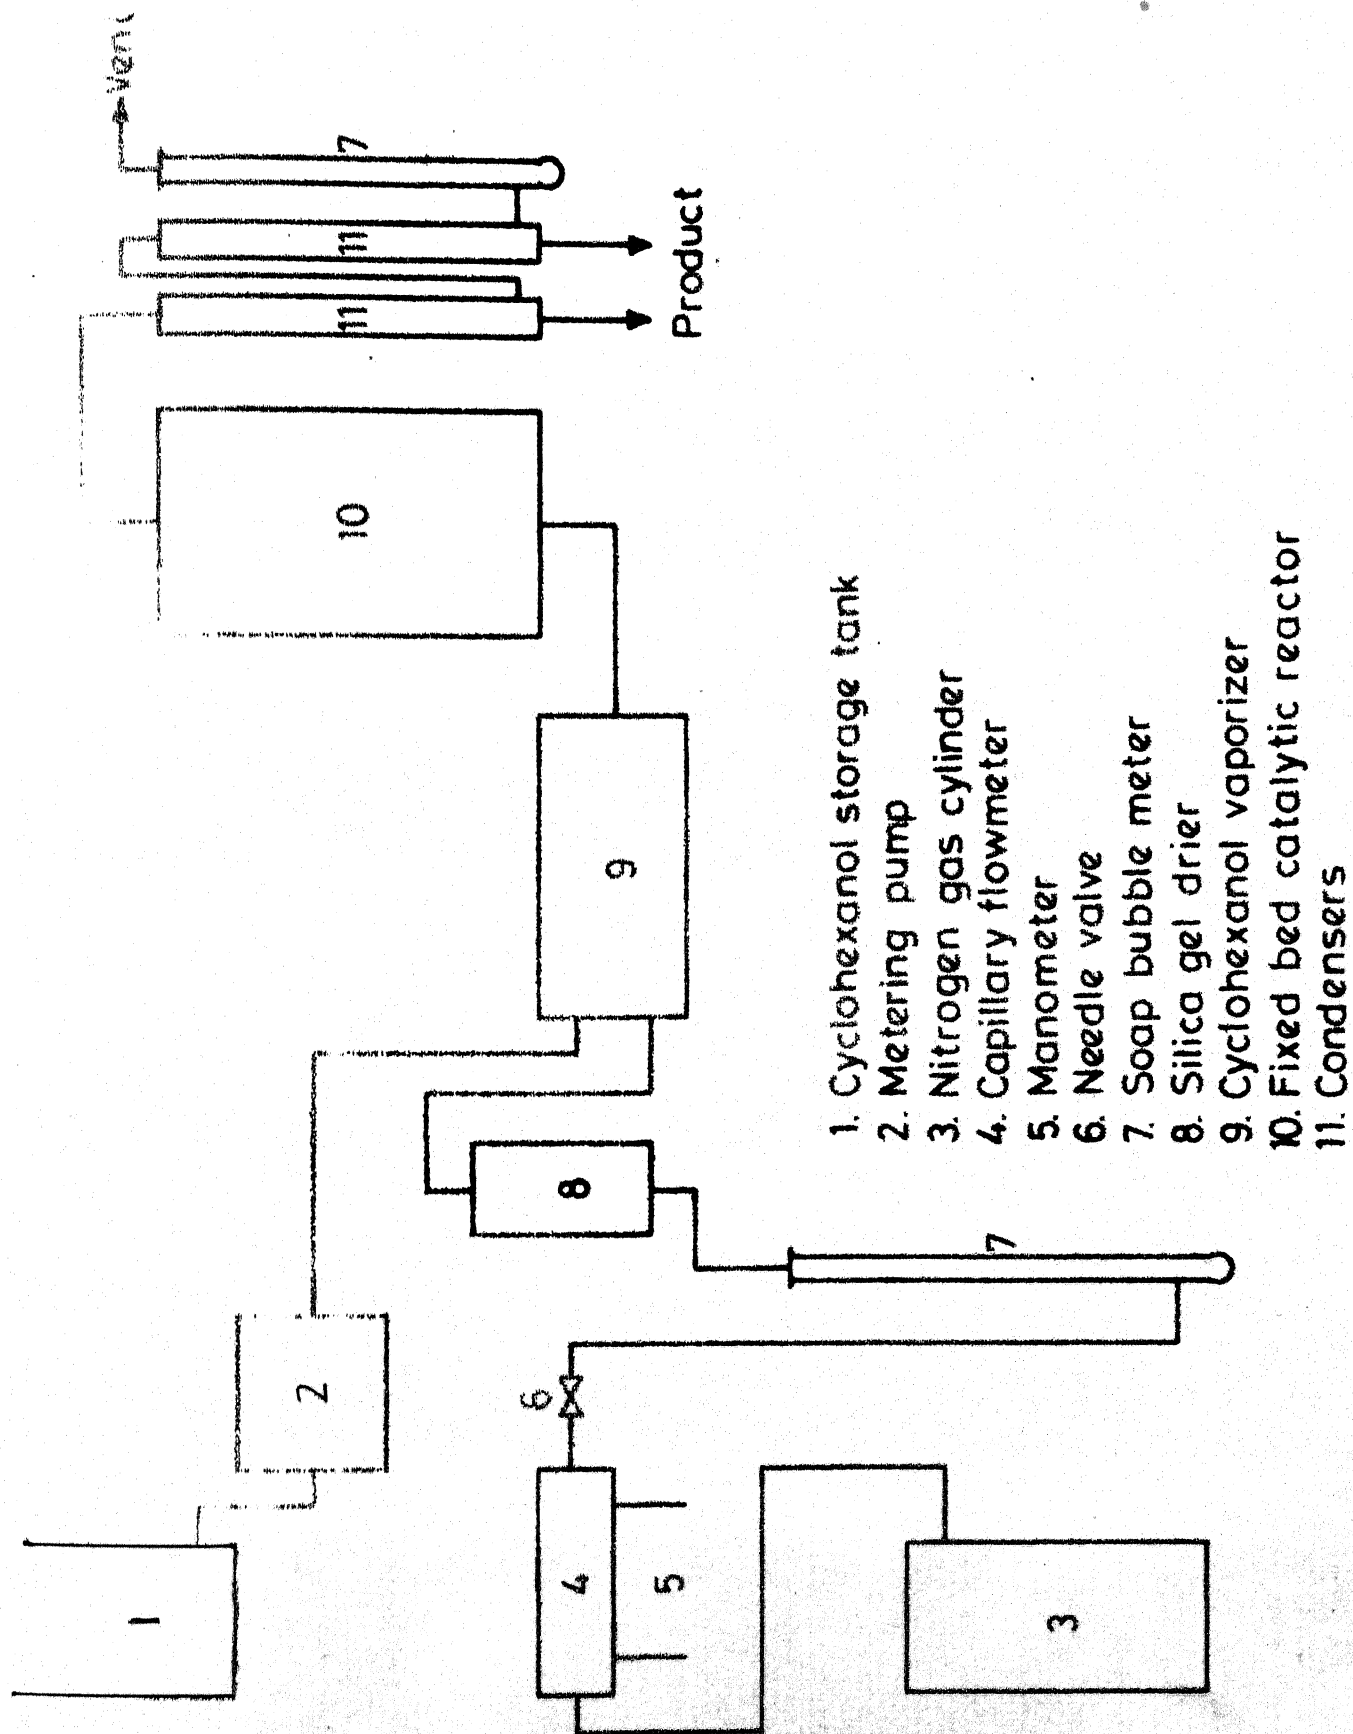 Vent
7
11
11
Product
10
9
8
7
2
6
1
4
5
3
1. Cyclohexanol storage tank
2. Metering pump
3. Nitrogen gas cylinder
4. Capillary flowmeter
5. Manometer
6. Needle valve
7. Soap bubble meter
8. Silica gel drier
9. Cyclohexanol vaporizer
10. Fixed bed catalytic reactor
11. Condensers